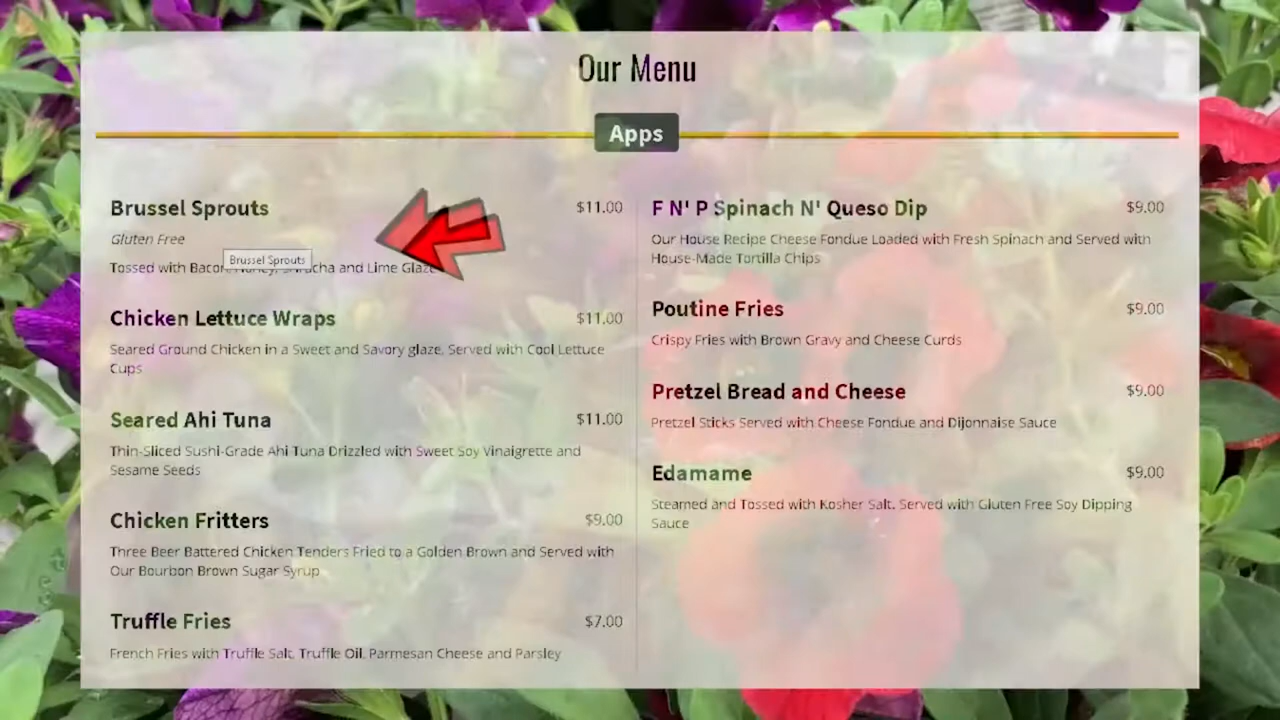 Our Menu
Apps
Brussel Sprouts $11.00
Gluten Free
Brussel Sprouts
Tossed with Bacon, and Lime Glaze
Chicken Lettuce Wraps $11.00
Seared Ground Chicken in a Sweet and Savory glaze, Served with Cool Lettuce
Cups
Seared Ahi Tuna $11.00
Thin-Sliced Sushi-Grade Ahi Tuna Drizzled with Sweet Soy Vinaigrette and
Sesame Seeds
Chicken Fritters $9.00
Three Beer Battered Chicken Tenders Fried to a Golden Brown and Served with
Our Bourbon Brown Sugar Syrup
Truffle Fries $7.00
French Fries with Truffle Salt, Truffle Oil, Parmesan Cheese and Parsley
F N' P Spinach N' Queso Dip $9.00
Our House Recipe Cheese Fondue Loaded with Fresh Spinach and Served with
House-Made Tortilla Chips
Poutine Fries $9.00
Crispy Fries with Brown Gravy and Cheese Curds
Pretzel Bread and Cheese $9.00
Pretzel Sticks Served with Cheese Fondue and Dijonnaise Sauce
Edamame $9.00
Steamed and Tossed with Kosher Salt. Served with Gluten Free Soy Dipping
Sauce